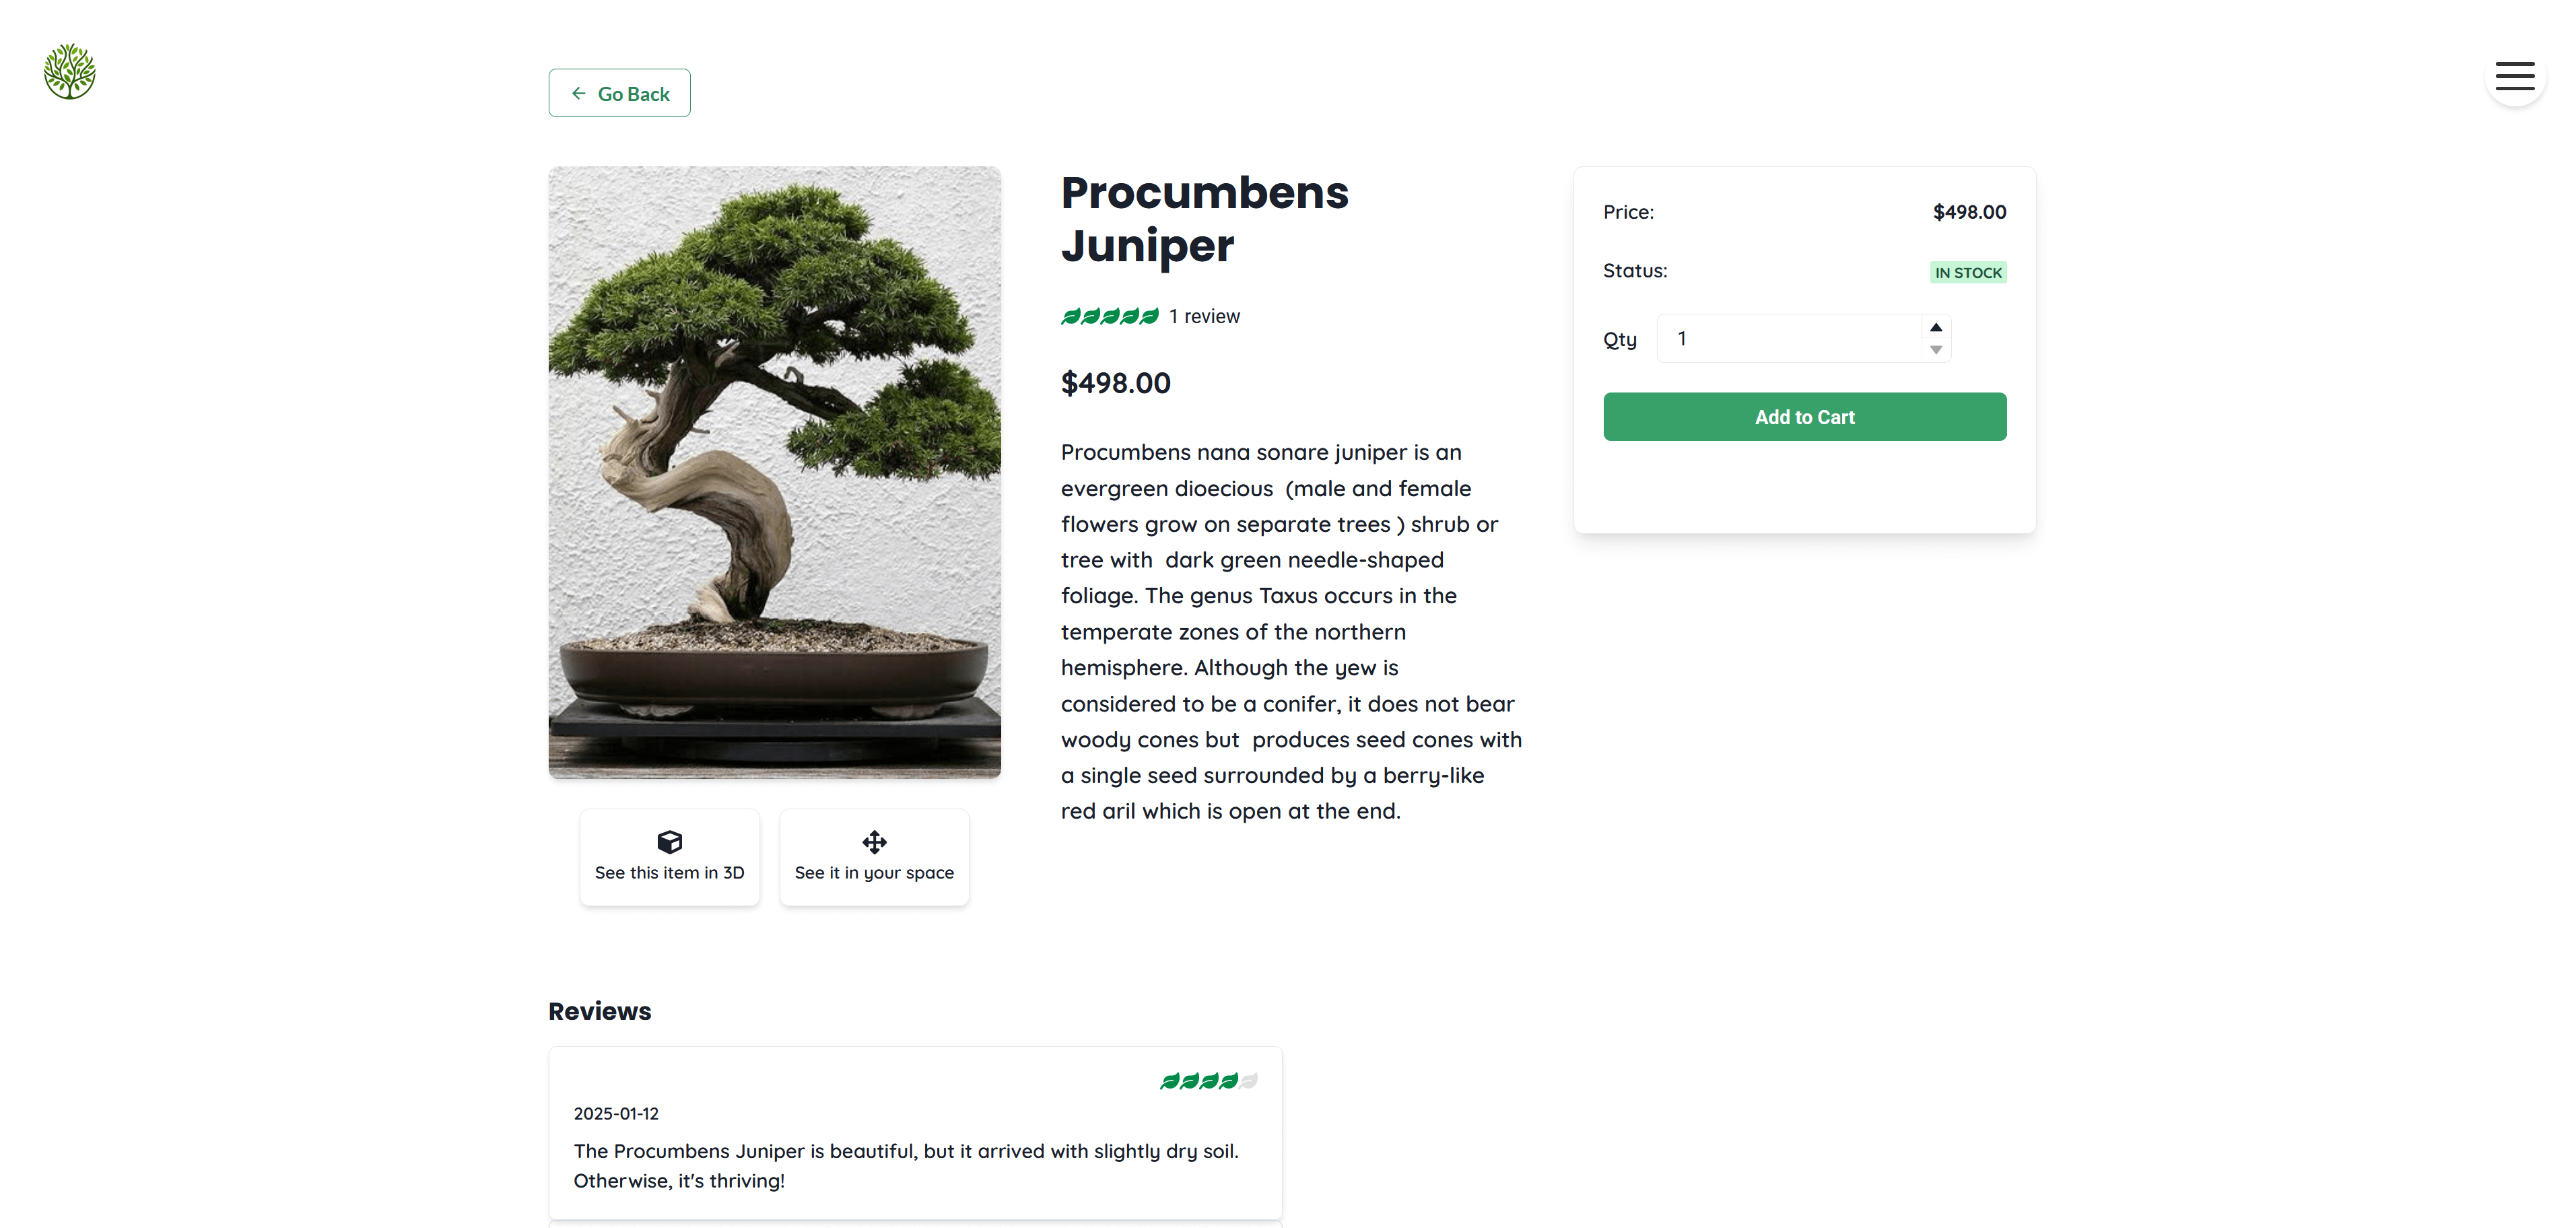 Go Back
Procumbens
Juniper
1 review
$498.00
Procumbens nana sonare juniper is an
evergreen dioecious  (male and female
flowers grow on separate trees ) shrub or
tree with  dark green needle-shaped
foliage. The genus Taxus occurs in the
temperate zones of the northern
hemisphere. Although the yew is
considered to be a conifer, it does not bear
woody cones but  produces seed cones with
a single seed surrounded by a berry-like
red aril which is open at the end.
Price: $498.00
Status: IN STOCK
Qty 1
Add to Cart
See this item in 3D
See it in your space
Reviews
2025-01-12
The Procumbens Juniper is beautiful, but it arrived with slightly dry soil.
Otherwise, it's thriving!